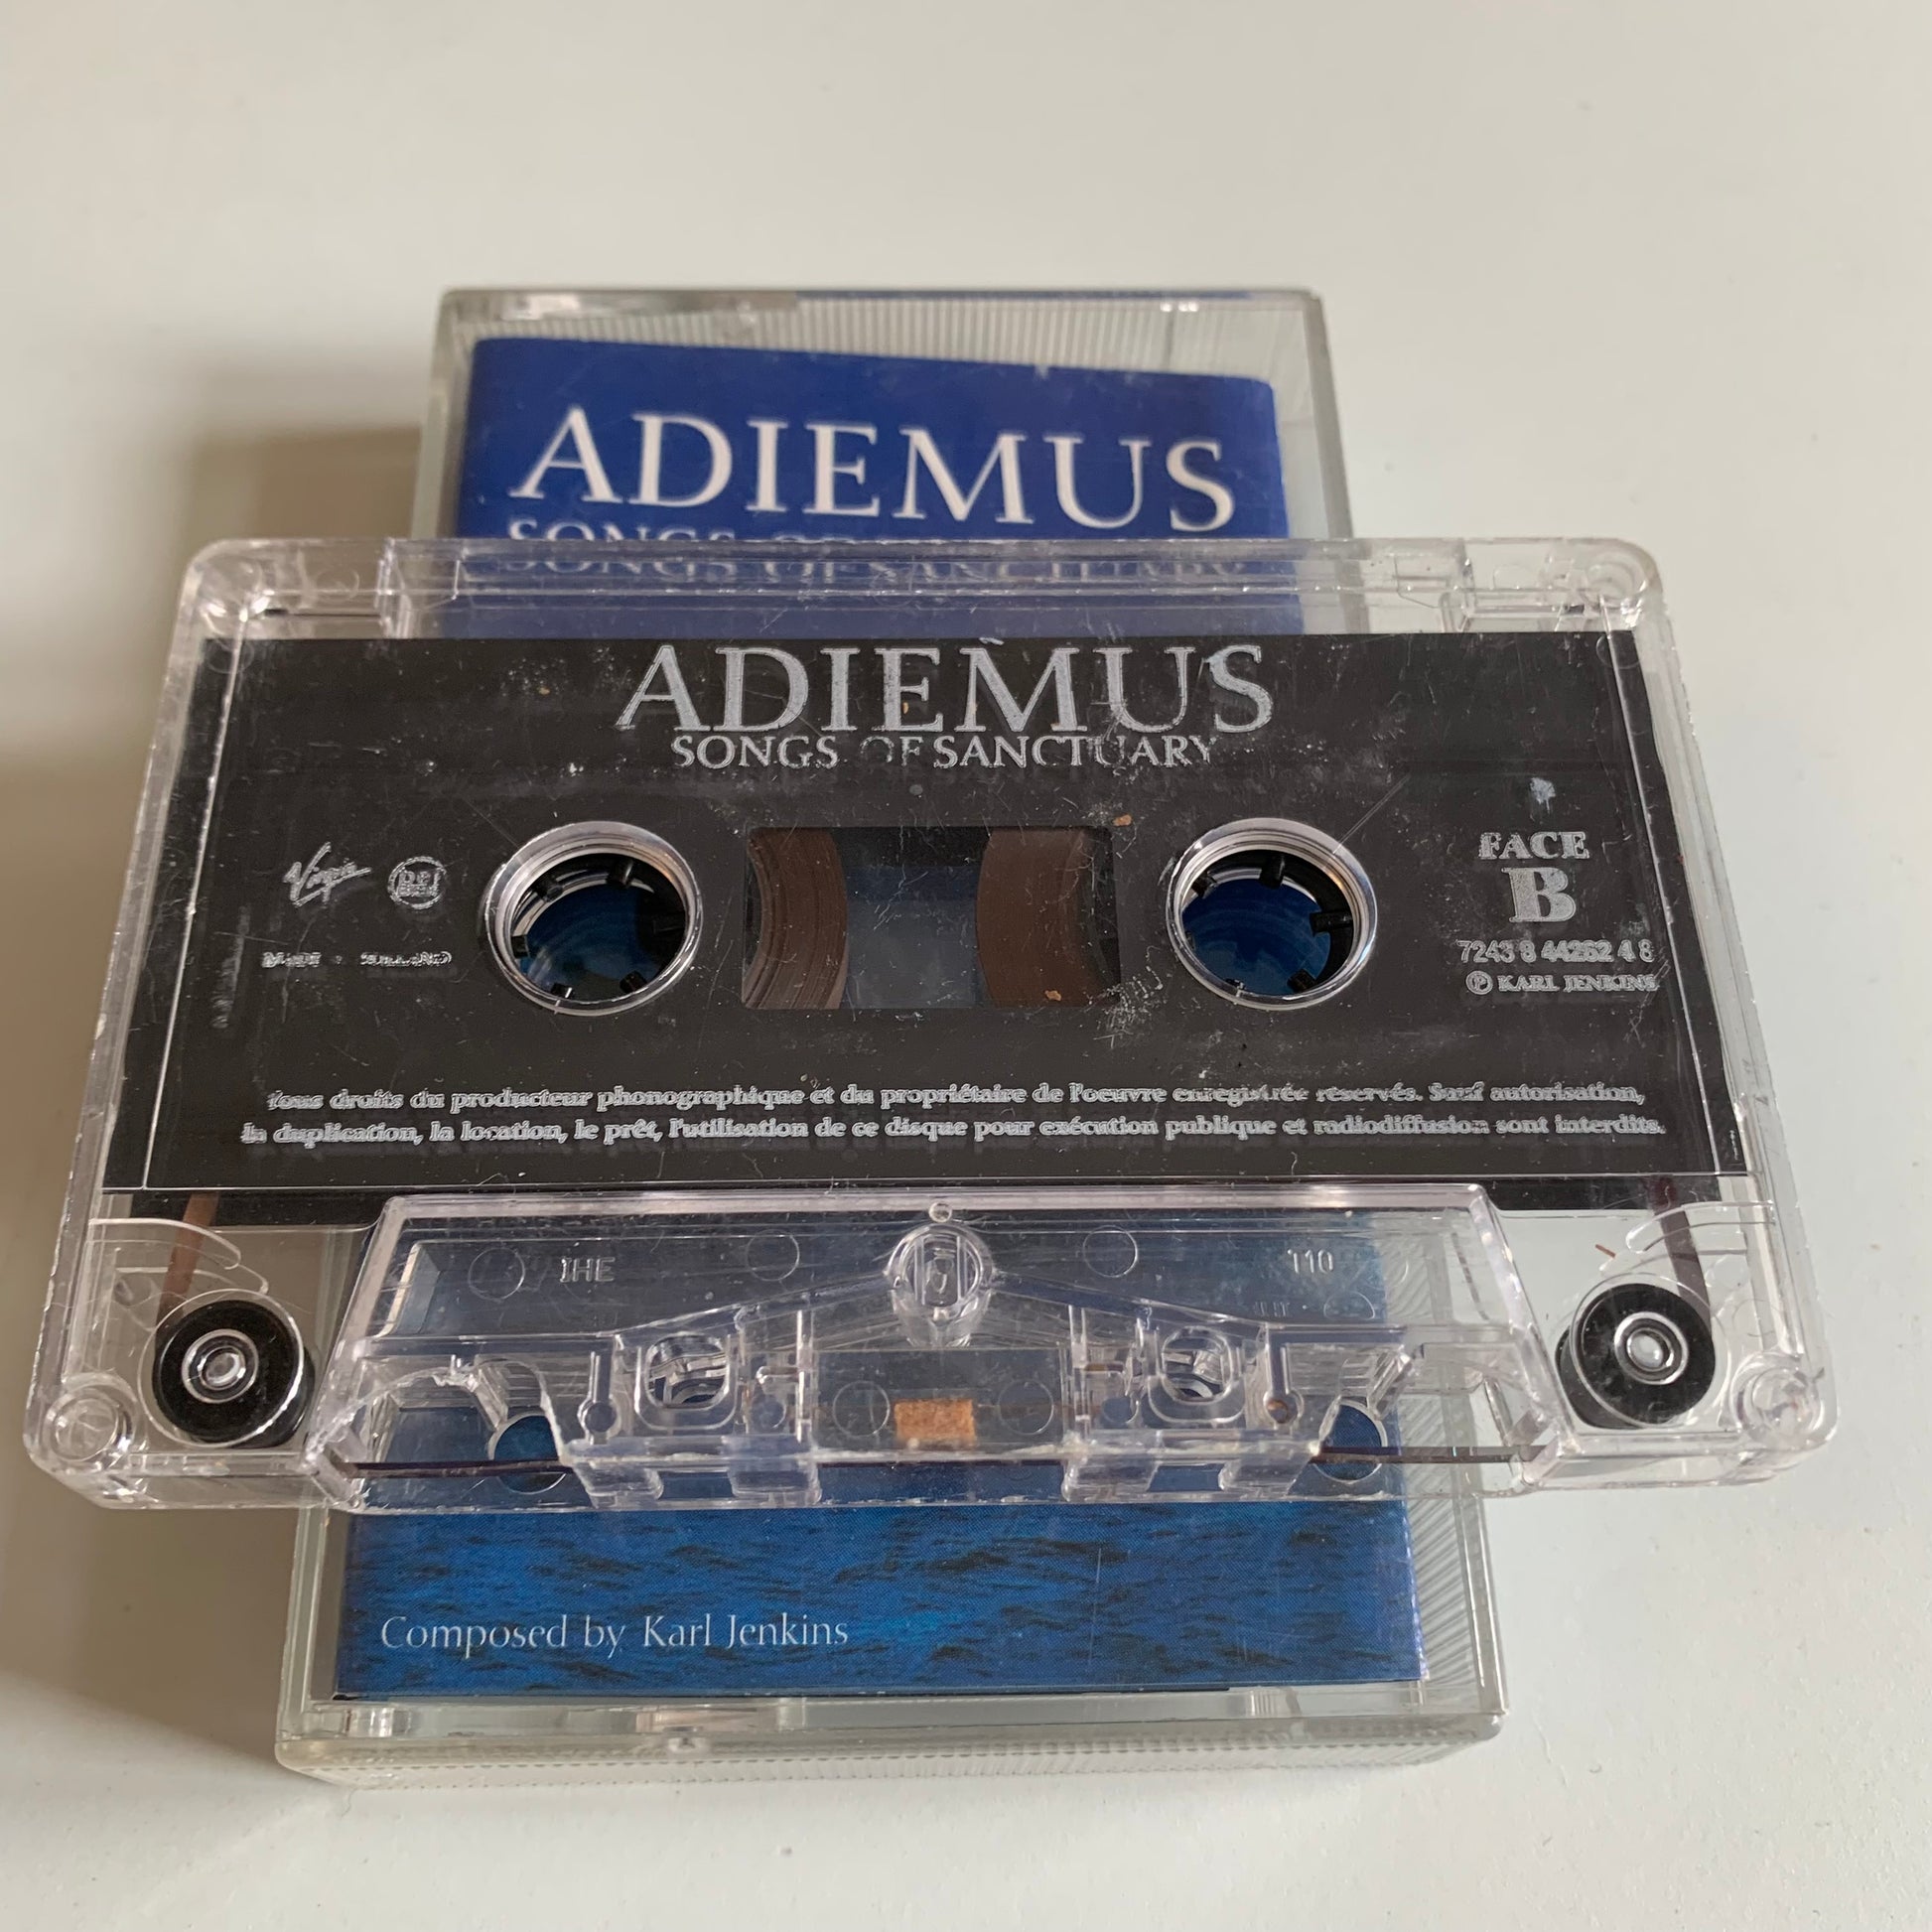 ADIEMUS
SONGS OF SANCTUARY
ADIEMUS
SONGS OF SANCTUARY
Virgin
FACE
B
7243 8 44262 4 8
Ⓟ KARL JENKINS
Tous droits du producteur phonographique et du propriétaire de l'oeuvre enregistrée réservés. Sauf autorisation,
la duplication, la location, le prêt, l'utilisation de ce disque pour exécution publique et radiodiffusion sont interdits.
110
Composed by Karl Jenkins